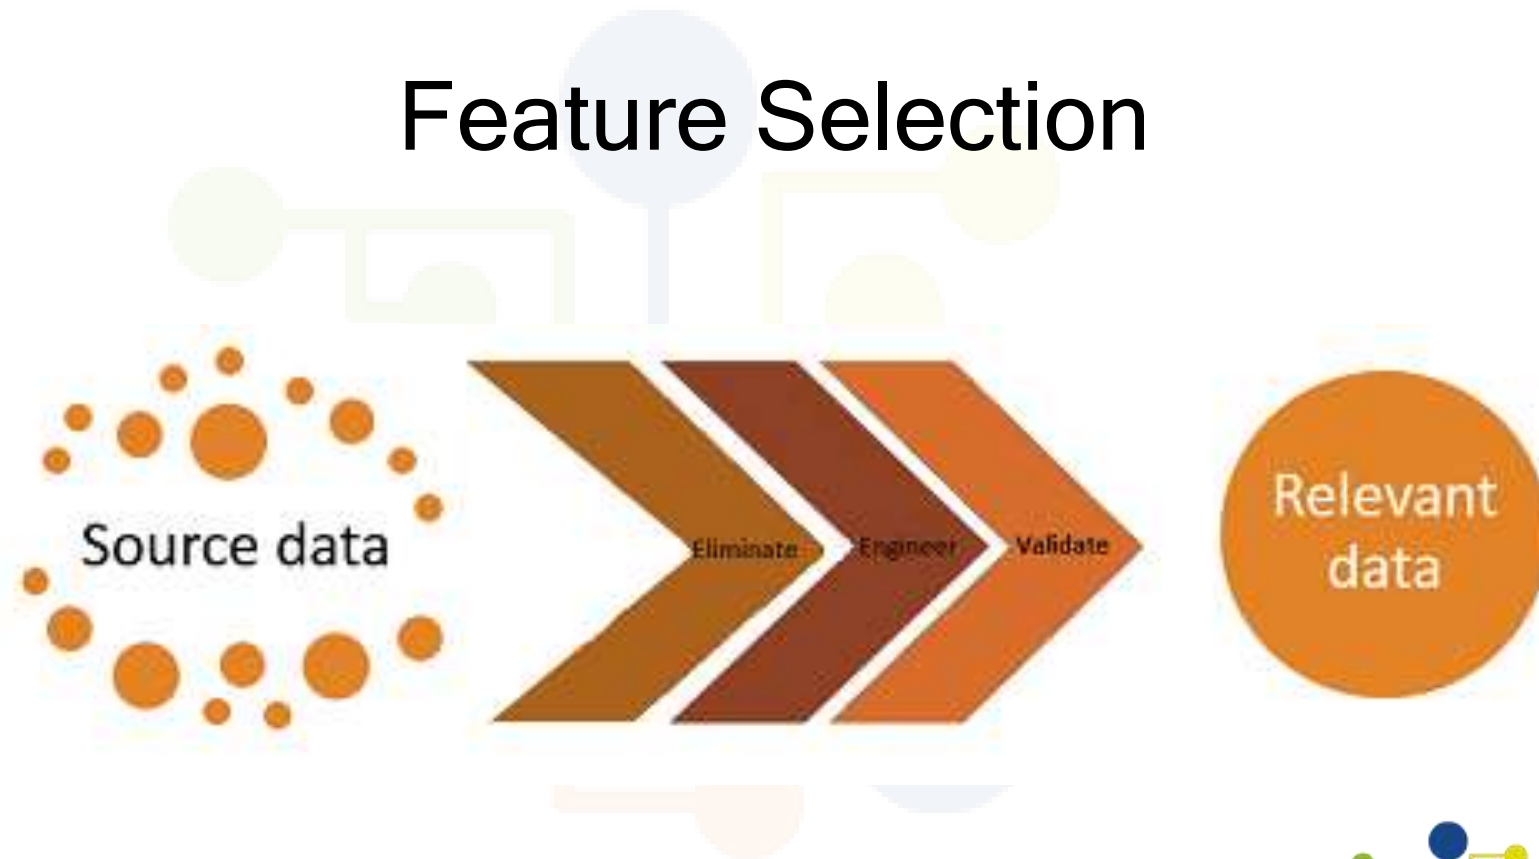 Feature Selection
Source data
Eliminate
Engineer
Validate
Relevant
data